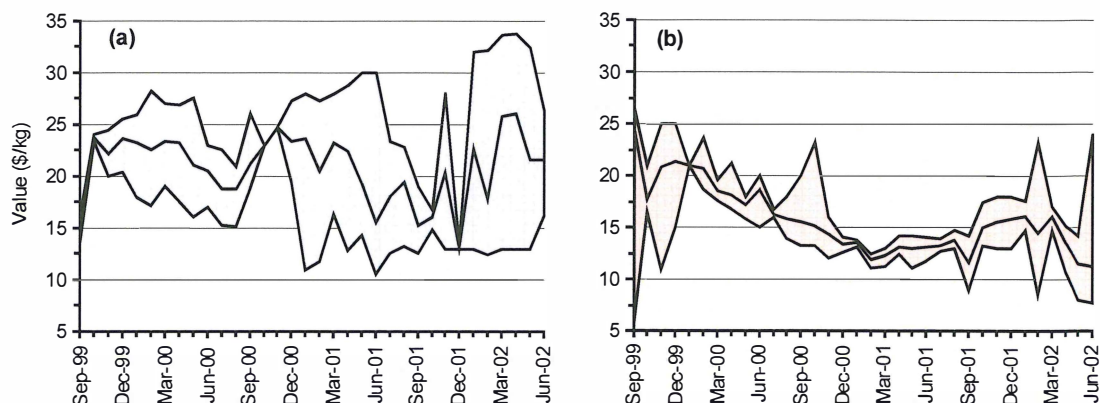 (a)
Value ($/kg)
35
30
25
20
15
10
5
Sep-99
Dec-99
Mar-00
Jun-00
Sep-00
Dec-00
Mar-01
Jun-01
Sep-01
Dec-01
Mar-02
Jun-02
(b)
35
30
25
20
15
10
5
Sep-99
Dec-99
Mar-00
Jun-00
Sep-00
Dec-00
Mar-01
Jun-01
Sep-01
Dec-01
Mar-02
Jun-02